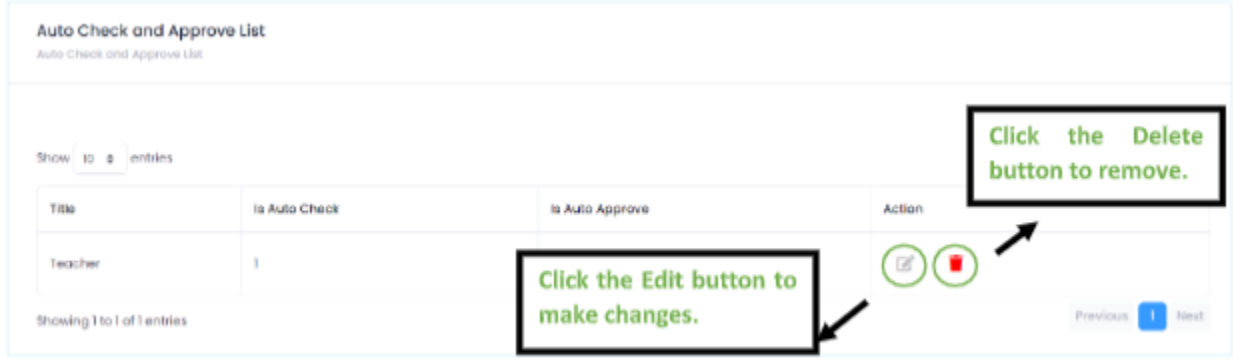 Auto Check and Approve List
Auto Check and Approve List
Click the Delete
button to remove.
Show 10 entries
Title Is Auto Check Is Auto Approve Action
Teacher 1
Click the Edit button to
make changes.
Showing 1 to 1 of 1 entries
Previous 1 Next